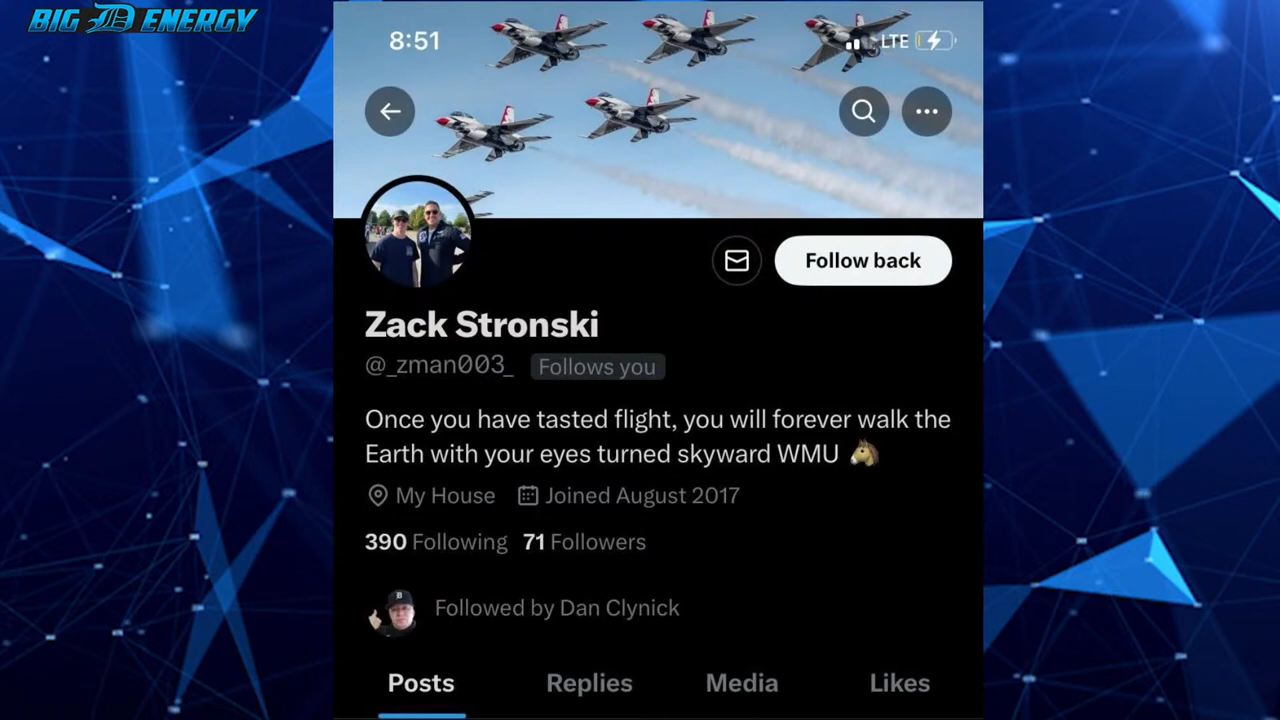 BIG D ENERGY
8:51
LTE
Follow back
Zack Stronski
@_zman003_ Follows you
Once you have tasted flight, you will forever walk the
Earth with your eyes turned skyward WMU 🐴
My House Joined August 2017
390 Following 71 Followers
D
Followed by Dan Clynick
Posts Replies Media Likes